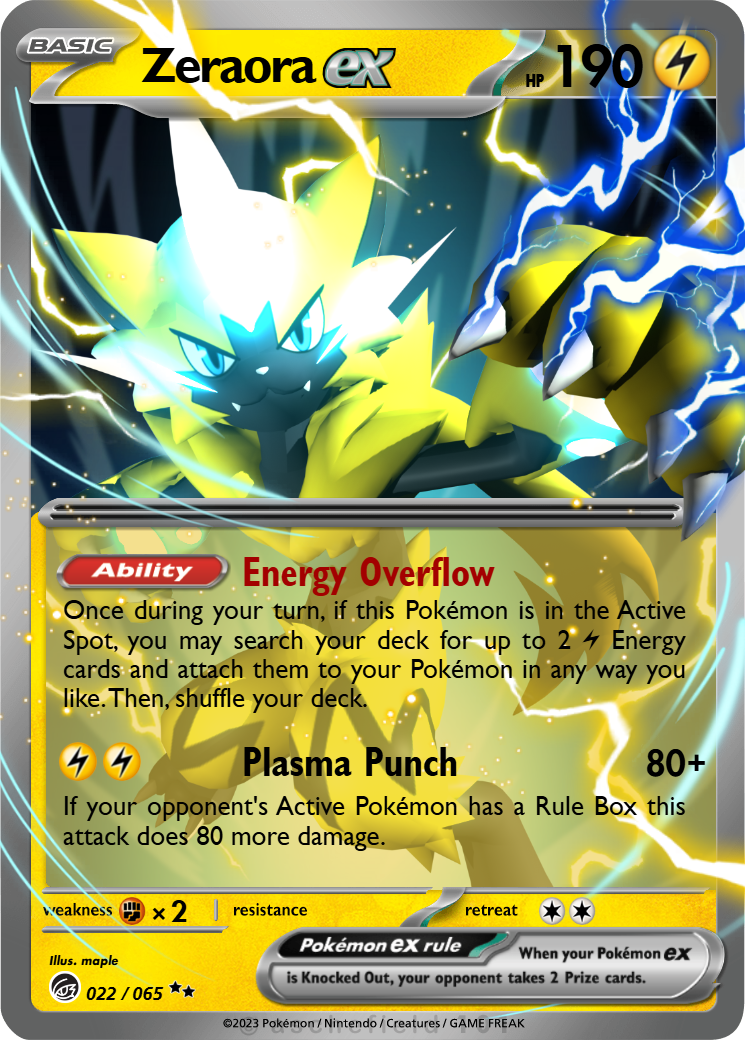 BASIC Zeraora ex HP 190
Ability Energy Overflow
Once during your turn, if this Pokémon is in the Active
Spot, you may search your deck for up to 2 Energy
cards and attach them to your Pokémon in any way you
like. Then, shuffle your deck.
Plasma Punch 80+
If your opponent's Active Pokémon has a Rule Box this
attack does 80 more damage.
weakness × 2 resistance retreat
Illus. maple
Pokémon ex rule When your Pokémon ex
is Knocked Out, your opponent takes 2 Prize cards.
022 / 065
©2023 Pokémon / Nintendo / Creatures / GAME FREAK